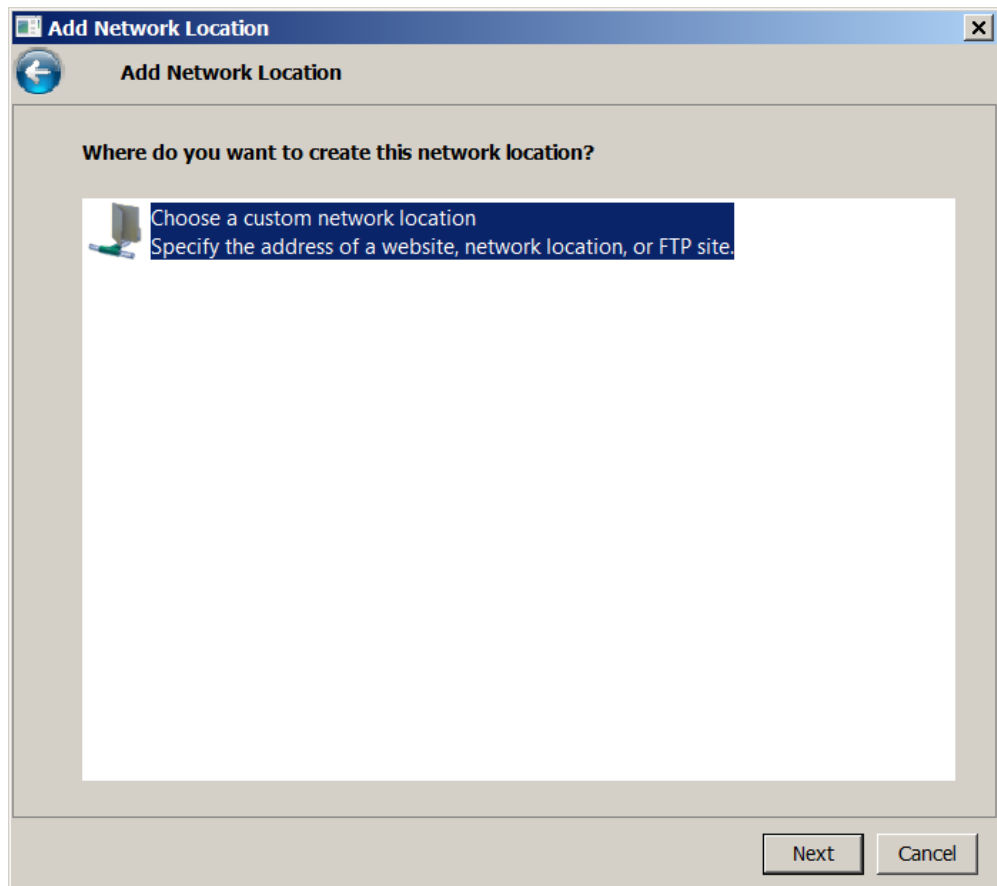 Add Network Location
Add Network Location
Where do you want to create this network location?
Choose a custom network location
Specify the address of a website, network location, or FTP site.
Next Cancel